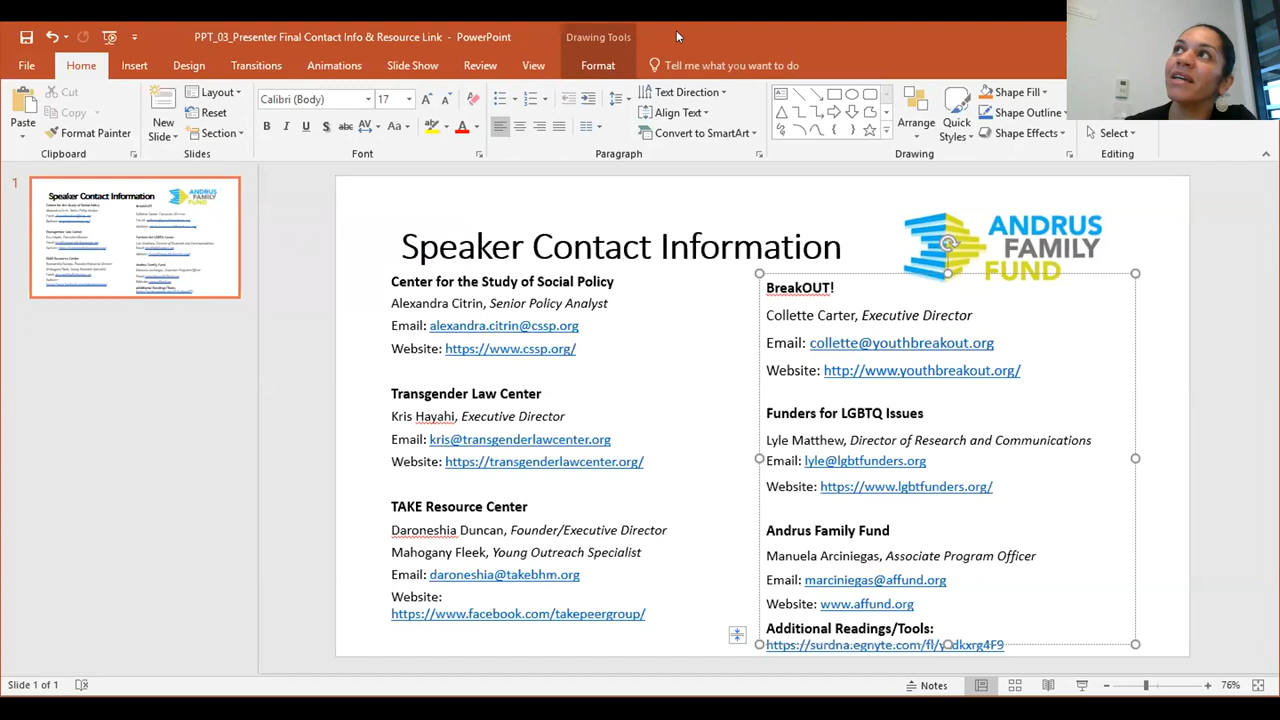 PPT_03_Presenter Final Contact Info & Resource Link - PowerPoint
Drawing Tools
File
Home
Insert
Design
Transitions
Animations
Slide Show
Review
View
Format
Tell me what you want to do
Paste
Cut
Copy
Format Painter
Clipboard
New Slide
Layout
Reset
Section
Slides
Calibri (Body)
17
Font
Text Direction
Align Text
Convert to SmartArt
Paragraph
Arrange
Quick Styles
Shape Fill
Shape Outline
Shape Effects
Drawing
Select
Editing
1
Speaker Contact Information
ANDRUS
FAMILY
FUND
Speaker Contact Information
Center for the Study of Social Policy
Alexandra Citrin, Senior Policy Analyst
Email: alexandra.citrin@cssp.org
Website: https://www.cssp.org/
Transgender Law Center
Kris Hayahi, Executive Director
Email: kris@transgenderlawcenter.org
Website: https://transgenderlawcenter.org/
TAKE Resource Center
Daroneshia Duncan, Founder/Executive Director
Mahogany Fleek, Young Outreach Specialist
Email: daroneshia@takebhm.org
Website:
https://www.facebook.com/takepeergroup/
ANDRUS
FAMILY
FUND
BreakOUT!
Collette Carter, Executive Director
Email: collette@youthbreakout.org
Website: http://www.youthbreakout.org/
Funders for LGBTQ Issues
Lyle Matthew, Director of Research and Communications
Email: lyle@lgbtfunders.org
Website: https://www.lgbtfunders.org/
Andrus Family Fund
Manuela Arciniegas, Associate Program Officer
Email: marciniegas@affund.org
Website: www.affund.org
Additional Readings/Tools:
Slide 1 of 1
Notes
76%